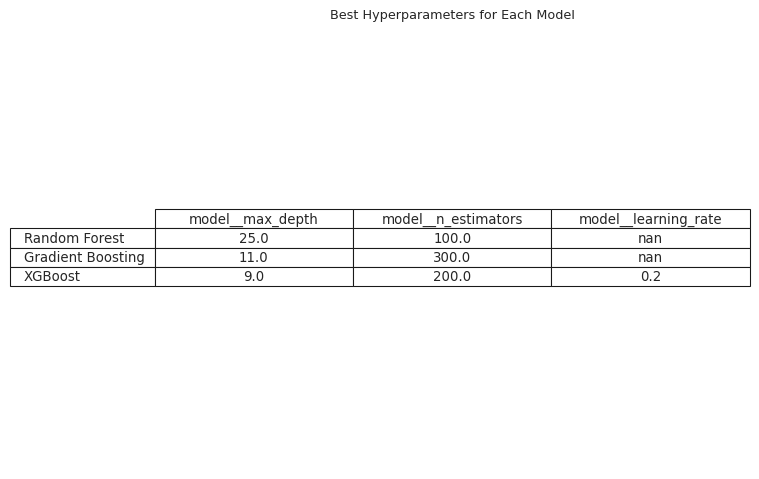 Best Hyperparameters for Each Model
model__max_depth model__n_estimators model__learning_rate
Random Forest 25.0 100.0 nan
Gradient Boosting 11.0 300.0 nan
XGBoost 9.0 200.0 0.2